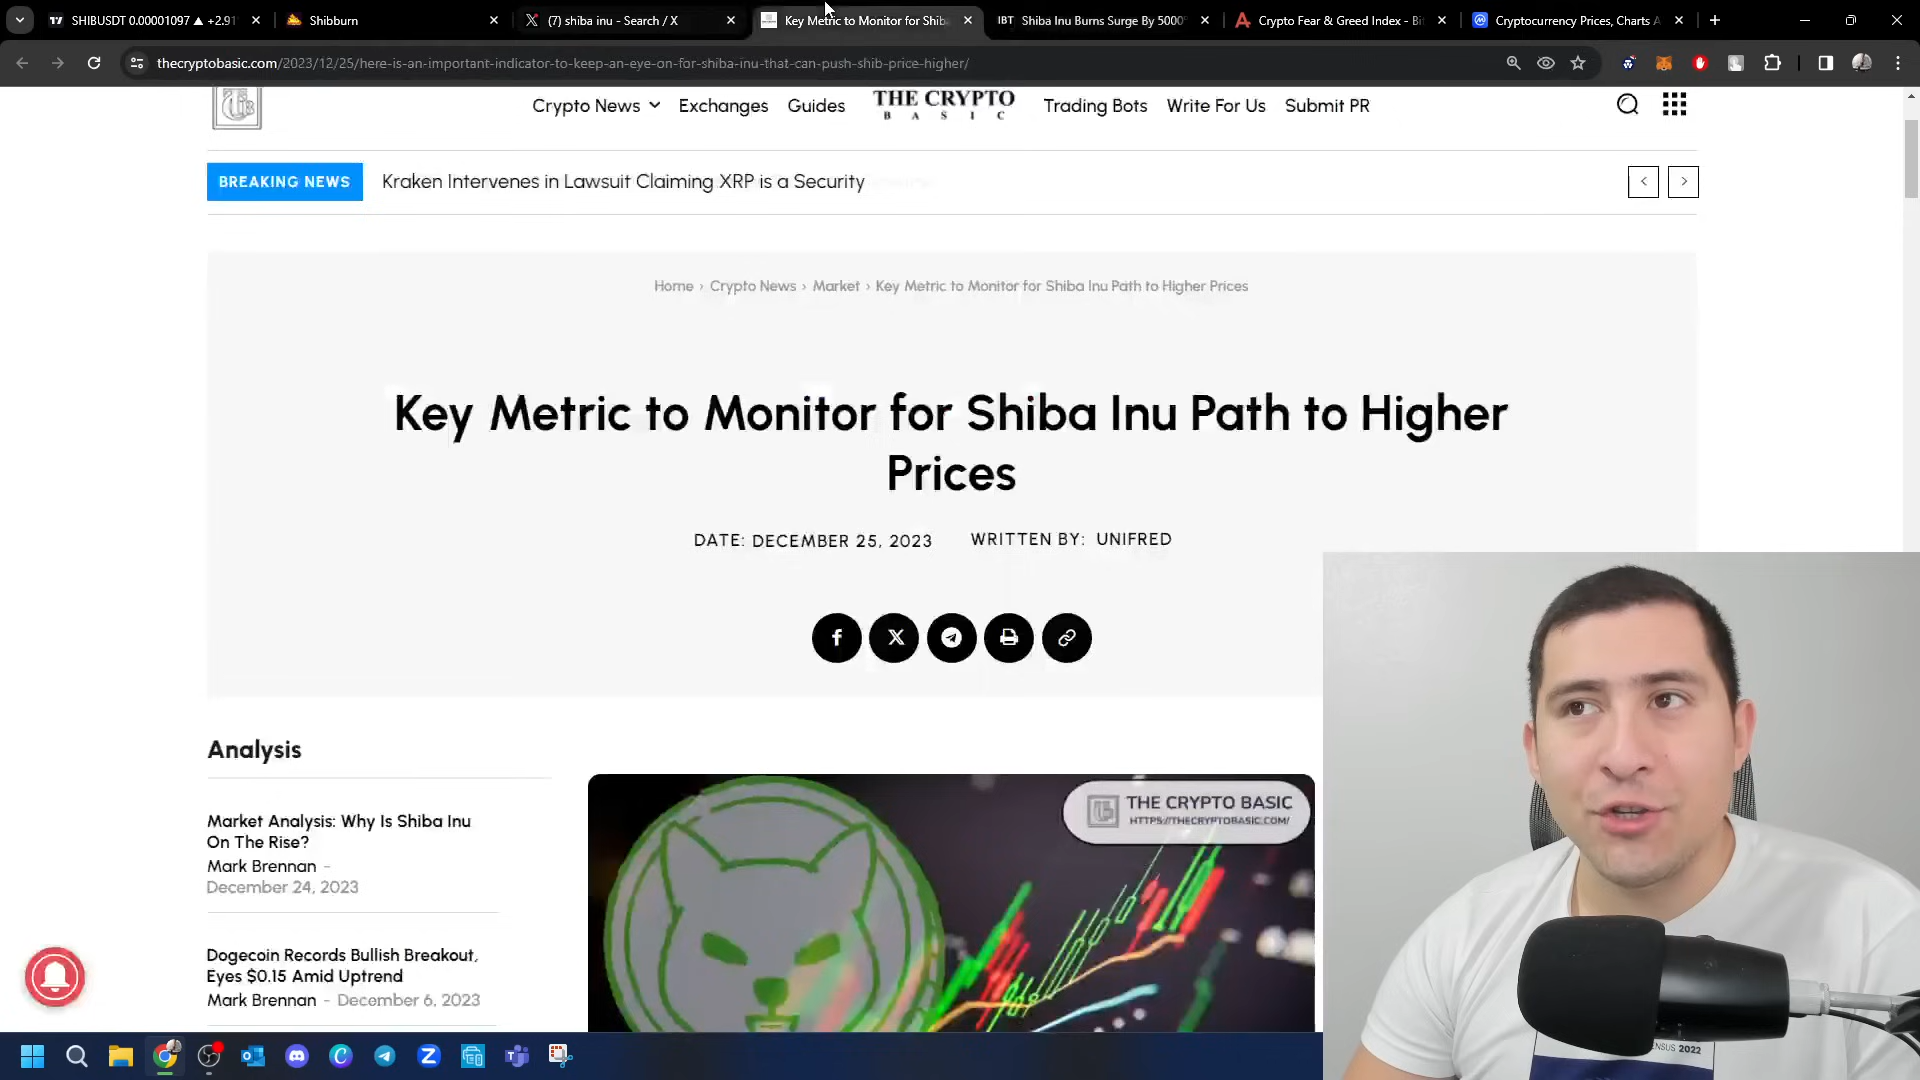 SHIBUSDT 0.00001097 ▲ +2.91
Shibburn
(7) shiba inu - Search / X
Key Metric to Monitor for Shiba
IBT
Shiba Inu Burns Surge By 5000%
Crypto Fear & Greed Index - Bit
Cryptocurrency Prices, Charts A
thecryptobasic.com/2023/12/25/here-is-an-important-indicator-to-keep-an-eye-on-for-shiba-inu-that-can-push-shib-price-higher/
Crypto News
Exchanges
Guides
THE CRYPTO
BASIC
Trading Bots
Write For Us
Submit PR
BREAKING NEWS
Kraken Intervenes in Lawsuit Claiming XRP is a Security
Home › Crypto News › Market › Key Metric to Monitor for Shiba Inu Path to Higher Prices
Key Metric to Monitor for Shiba Inu Path to Higher
Prices
DATE: DECEMBER 25, 2023
WRITTEN BY: UNIFRED
Analysis
Market Analysis: Why Is Shiba Inu
On The Rise?
Mark Brennan -
December 24, 2023
Dogecoin Records Bullish Breakout,
Eyes $0.15 Amid Uptrend
Mark Brennan - December 6, 2023
THE CRYPTO BASIC
HTTPS://THECRYPTOBASIC.COM/
ENSUS 2022